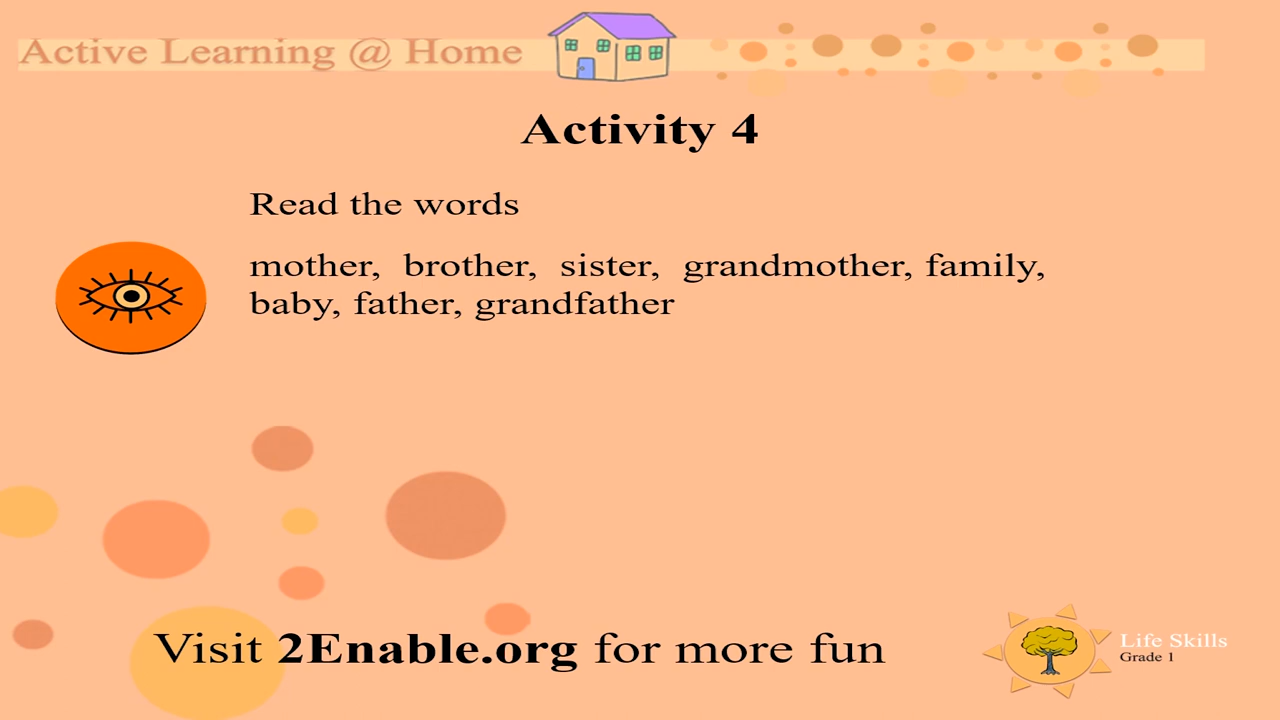 Active Learning @ Home
Activity 4
Read the words
mother, brother, sister, grandmother, family,
baby, father, grandfather
Visit 2Enable.org for more fun
Life Skills
Grade 1